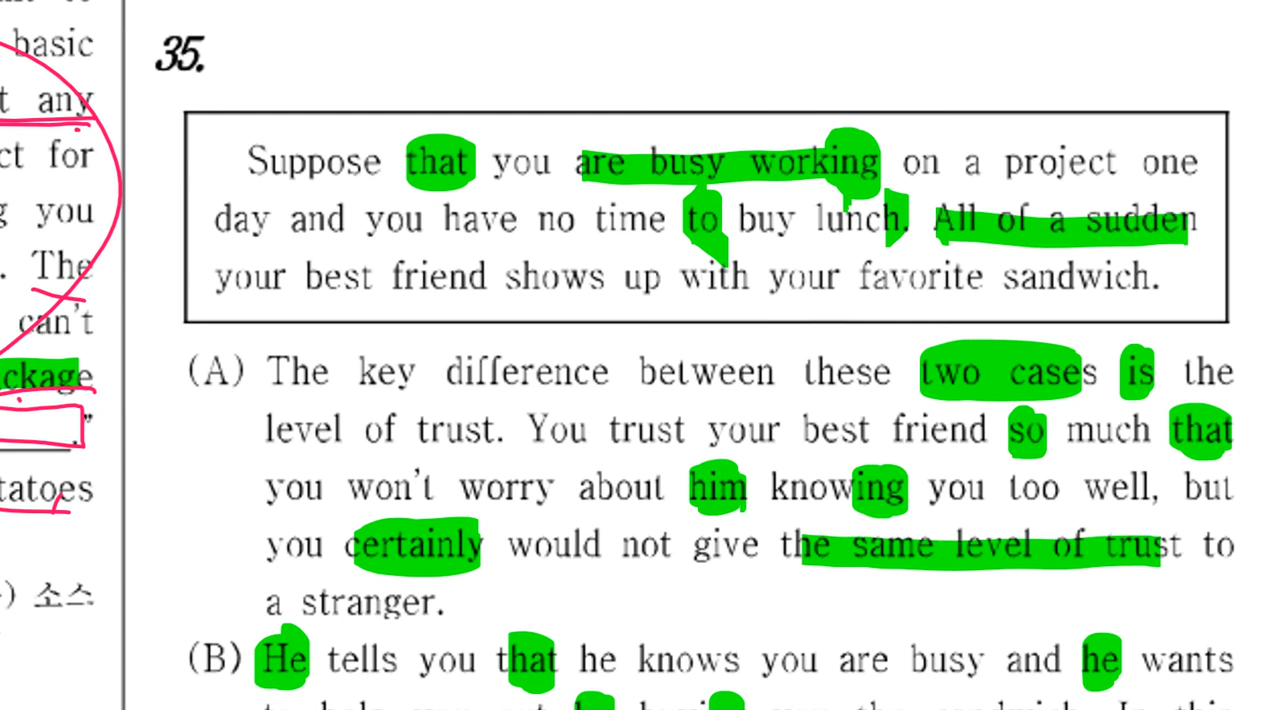 basic
any
ct for
you
. The
can't
ckage
."
tatoes
) 소스
35.
Suppose that you are busy working on a project one
day and you have no time to buy lunch. All of a sudden
your best friend shows up with your favorite sandwich.
(A) The key difference between these two cases is the
level of trust. You trust your best friend so much that
you won't worry about him knowing you too well, but
you certainly would not give the same level of trust to
a stranger.
(B) He tells you that he knows you are busy and he wants